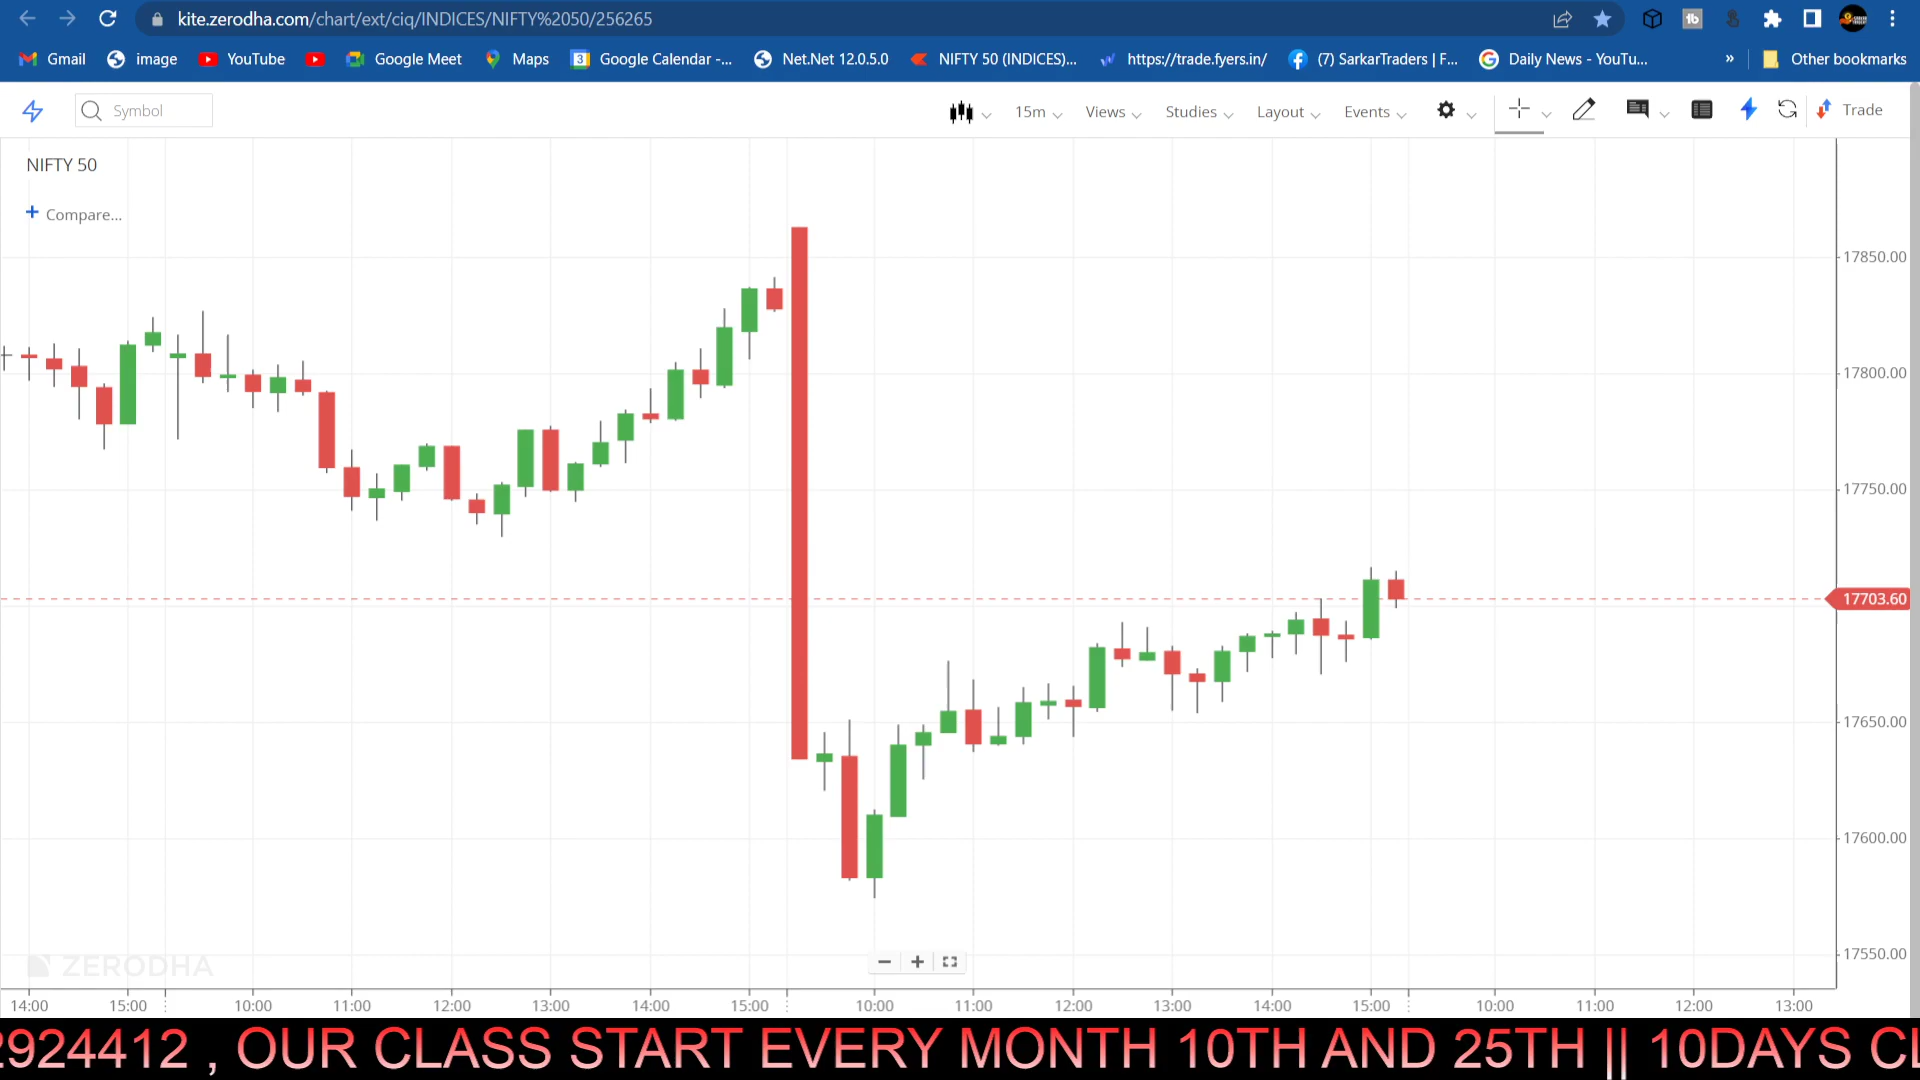 kite.zerodha.com/chart/ext/ciq/INDICES/NIFTY%2050/256265
Gmail image YouTube Google Meet Maps 3 Google Calendar -... Net.Net 12.0.5.0 NIFTY 50 (INDICES)... https://trade.fyers.in/ (7) SarkarTraders | F... Daily News - YouTu... » Other bookmarks
Symbol 15m Views Studies Layout Events Trade
NIFTY 50
+ Compare...
17850.00
17800.00
17750.00
17703.60
17650.00
17600.00
17550.00
ZERODHA
14:00 15:00 10:00 11:00 12:00 13:00 14:00 15:00 10:00 11:00 12:00 13:00 14:00 15:00 10:00 11:00 12:00 13:00
2924412 , OUR CLASS START EVERY MONTH 10TH AND 25TH || 10DAYS CL